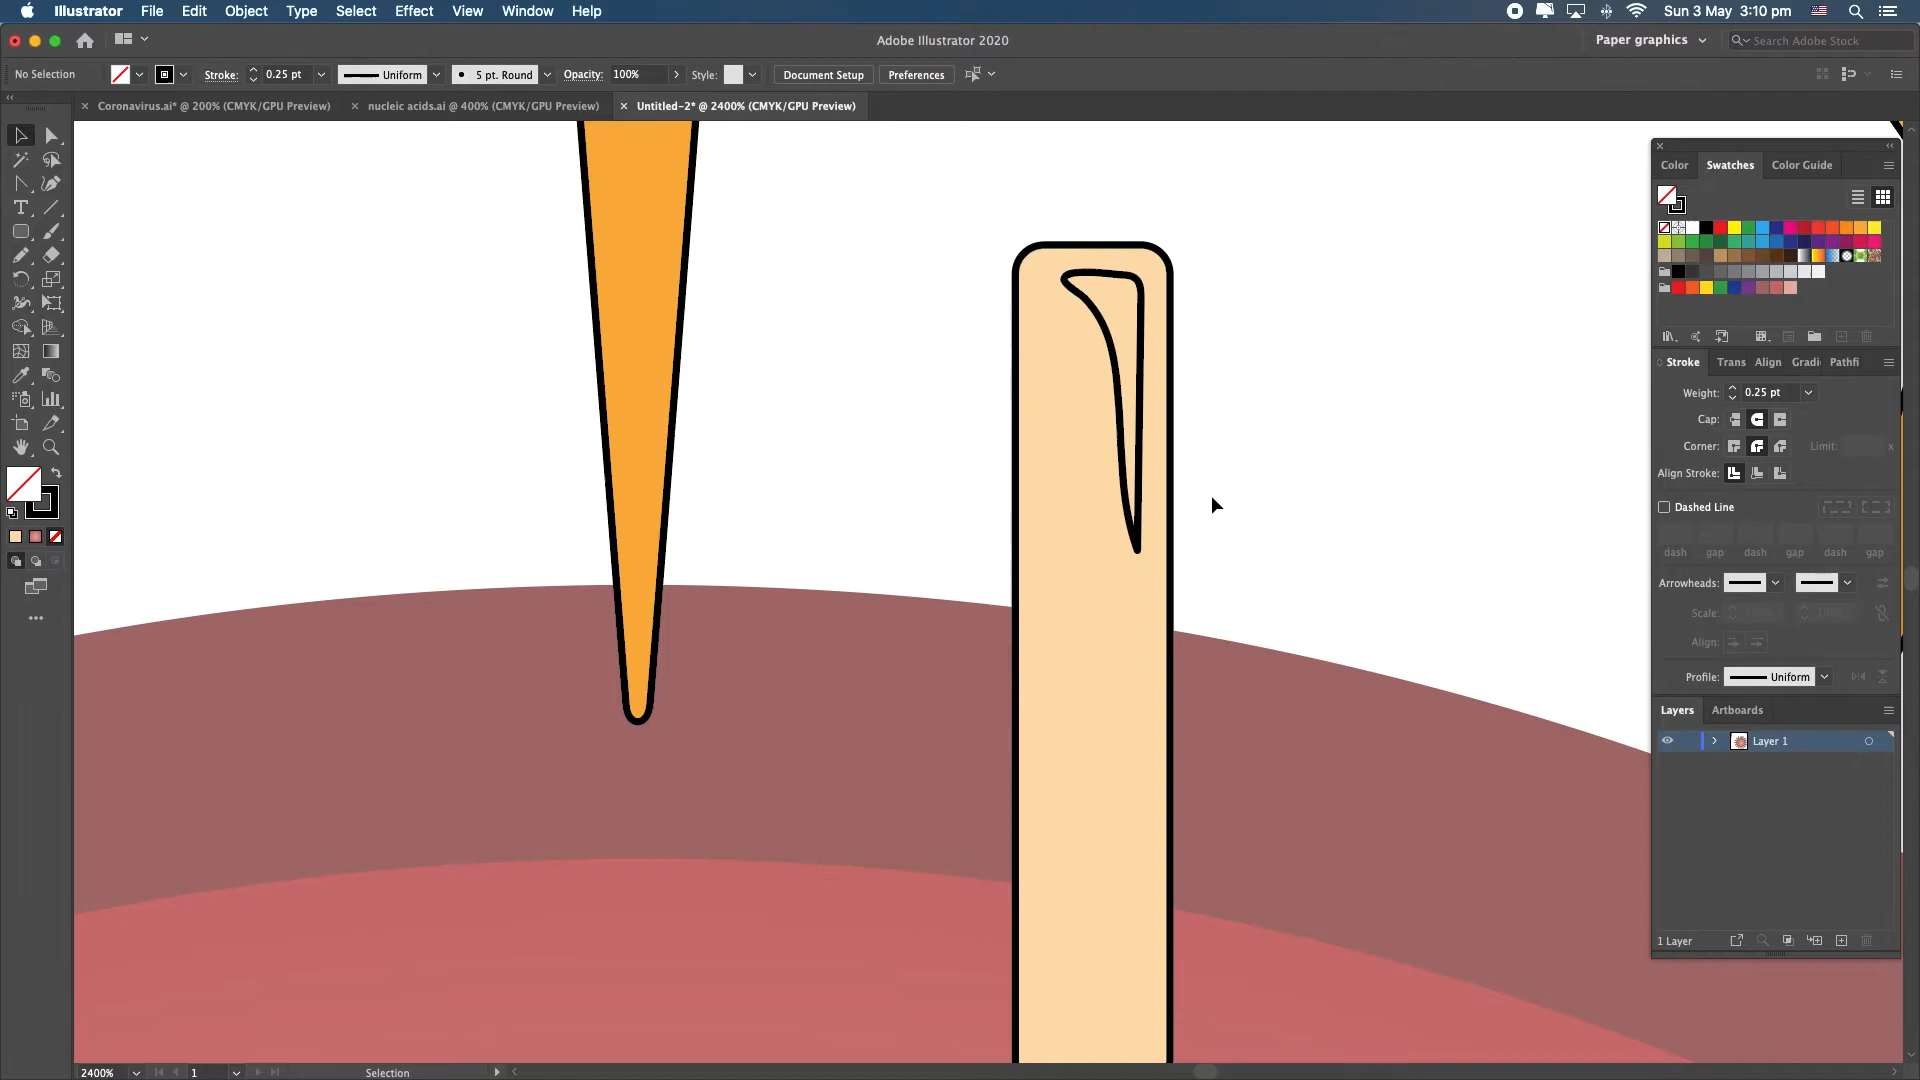 Illustrator File Edit Object Type Select Effect View Window Help Sun 3 May 3:10 pm
Adobe Illustrator 2020 Paper graphics Search Adobe Stock
No Selection Stroke: 0.25 pt Uniform 5 pt. Round Opacity: 100% Style: Document Setup Preferences
Coronavirus.ai* @ 200% (CMYK/GPU Preview) nucleic acids.ai @ 400% (CMYK/GPU Preview) Untitled-2* @ 2400% (CMYK/GPU Preview)
Color Swatches Color Guide
Stroke Trans Align Gradi Pathfi
Weight: 0.25 pt
Cap:
Corner: Limit: x
Align Stroke:
Dashed Line
dash gap dash gap dash gap
Arrowheads:
Scale:
Align:
Profile: Uniform
Layers Artboards
Layer 1
1 Layer
2400% 1 Selection